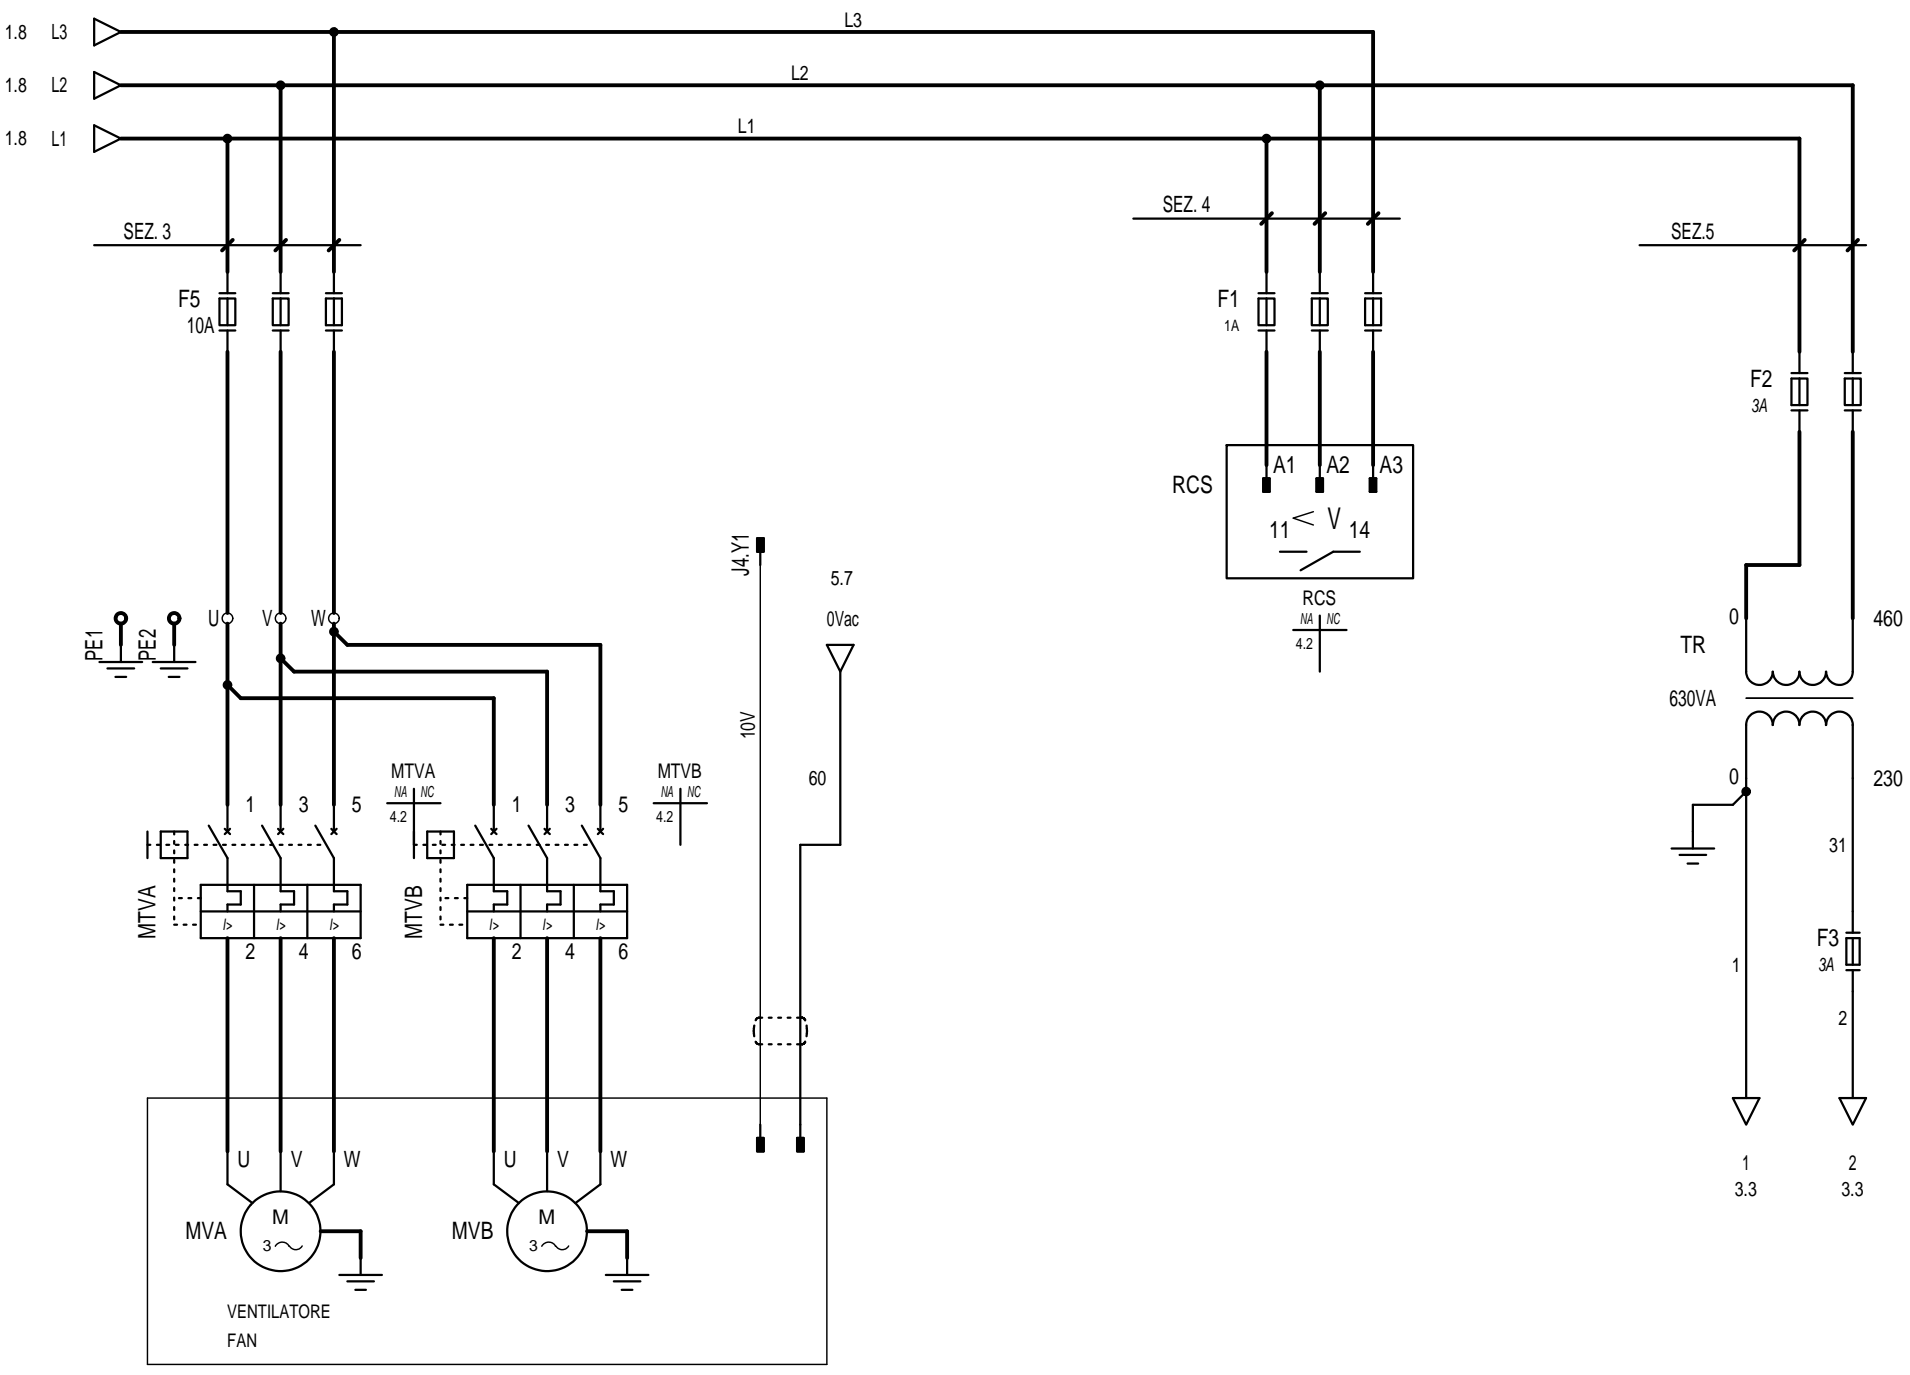 1.8 L3 L3
1.8 L2 L2
1.8 L1 L1
SEZ. 3
SEZ. 4
SEZ.5
F5
10A
F1
1A
F2
3A
RCS
A1 A2 A3
11 < V 14
RCS
NA NC
4.2
J4.Y1
10V
5.7
0Vac
60
PE1 PE2
U V W
TR
630VA
0 460
0 230
31
F3
3A
1
2
1
3.3
2
3.3
MTVA
NA NC
4.2
MTVB
NA NC
4.2
1 3 5
1 3 5
MTVA
I> I> I>
2 4 6
MTVB
I> I> I>
2 4 6
U V W
U V W
MVA
M
3
MVB
M
3
VENTILATORE
FAN